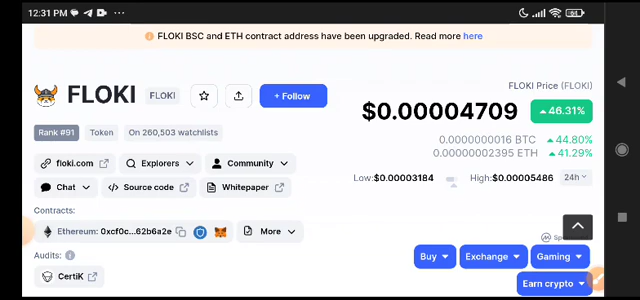 12:31 PM
64
FLOKI BSC and ETH contract address have been upgraded. Read more here
FLOKI FLOKI
+ Follow
Rank #91 Token On 260,503 watchlists
floki.com Explorers Community
Chat Source code Whitepaper
Contracts:
Ethereum: 0xcf0c...62b6a2e More
Audits:
CertiK
FLOKI Price (FLOKI)
$0.00004709 46.31%
0.0000000016 BTC 44.80%
0.00000002395 ETH 41.29%
Low:$0.00003184 High:$0.00005486 24h
Buy Exchange Gaming
Earn crypto